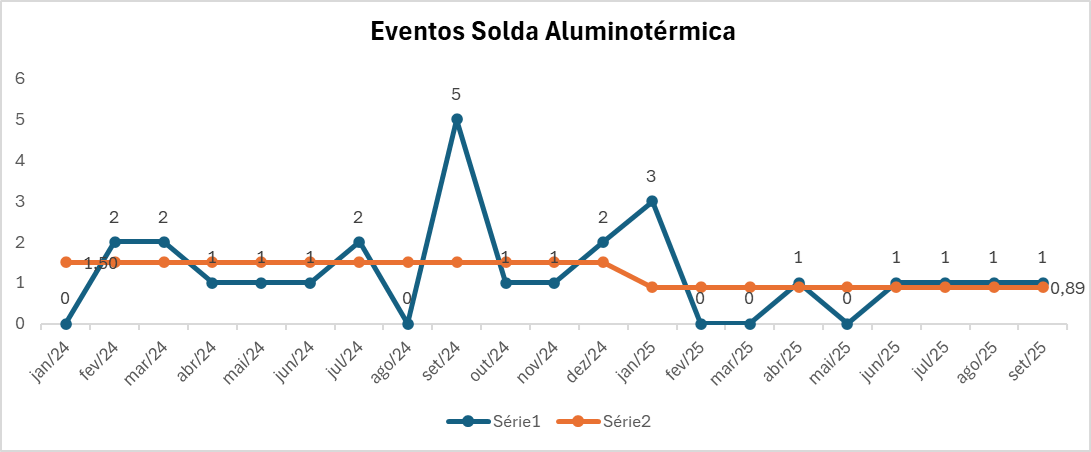 Eventos Solda Aluminotérmica
6
5
4
3
2
1
0
0
2
2
1
1
1
2
0
5
1
1
2
3
0
0
1
0
1
1
1
1
1,50
0,89
jan/24
fev/24
mar/24
abr/24
mai/24
jun/24
jul/24
ago/24
set/24
out/24
nov/24
dez/24
jan/25
fev/25
mar/25
abr/25
mai/25
jun/25
jul/25
ago/25
set/25
Série1
Série2